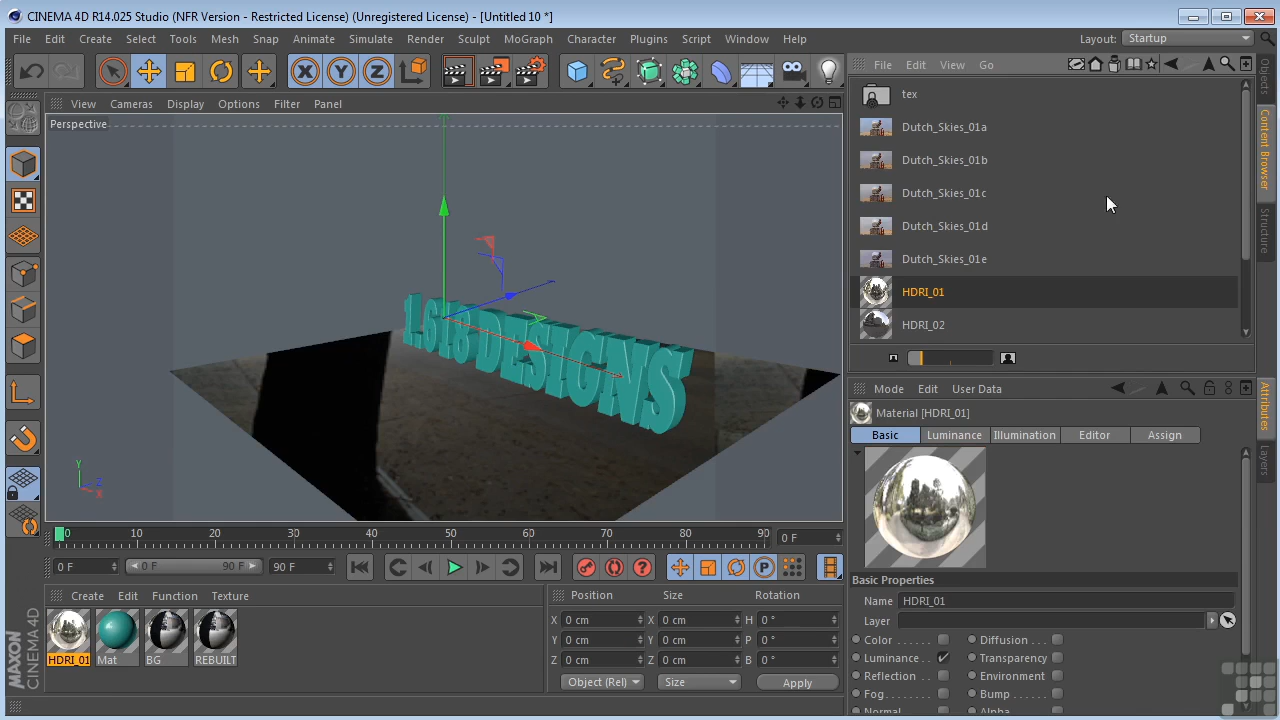 CINEMA 4D R14.025 Studio (NFR Version - Restricted License) (Unregistered License) - [Untitled 10 *]
File Edit Create Select Tools Mesh Snap Animate Simulate Render Sculpt MoGraph Character Plugins Script Window Help Layout: Startup
X Y Z
File Edit View Go
View Cameras Display Options Filter Panel
Perspective
tex
Dutch_Skies_01a
Dutch_Skies_01b
Dutch_Skies_01c
Dutch_Skies_01d
Dutch_Skies_01e
HDRI_01
HDRI_02
Objects
Content Browser
Structure
1.618 DESIGNS
Y
Z
X
Mode Edit User Data
Material [HDRI_01]
Basic Luminance Illumination Editor Assign
Attributes
Layers
0 10 20 30 40 50 60 70 80 90 0 F
0 F 0 F 90 F 90 F P
Basic Properties
Name HDRI_01
Layer
Color Diffusion
Luminance Transparency
Reflection Environment
Fog Bump
Normal Alpha
Create Edit Function Texture
HDRI_01 Mat BG REBUILT
Position Size Rotation
X 0 cm X 0 cm H 0 °
Y 0 cm Y 0 cm P 0 °
Z 0 cm Z 0 cm B 0 °
Object (Rel) Size Apply
MAXON
CINEMA 4D